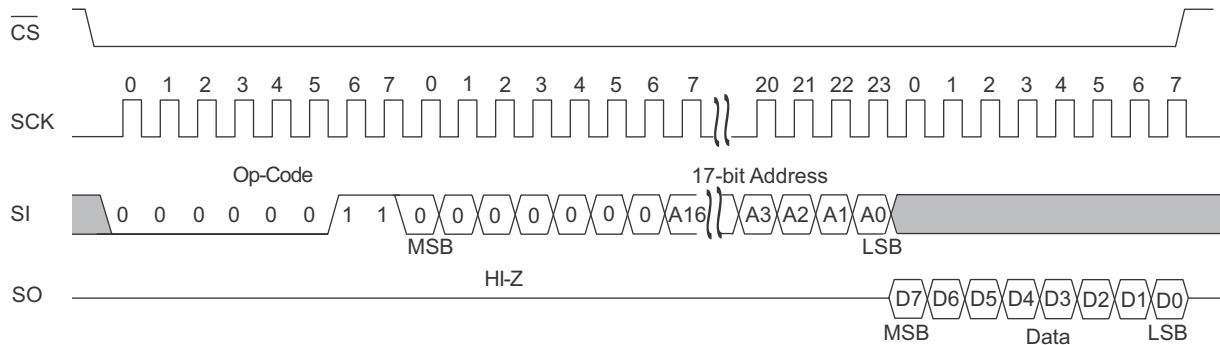 CS
0 1 2 3 4 5 6 7 0 1 2 3 4 5 6 7 20 21 22 23 0 1 2 3 4 5 6 7
SCK
Op-Code 17-bit Address
SI 0 0 0 0 0 0 1 1 0 0 0 0 0 0 0 A16 A3 A2 A1 A0
MSB LSB
HI-Z
SO D7 D6 D5 D4 D3 D2 D1 D0
MSB Data LSB